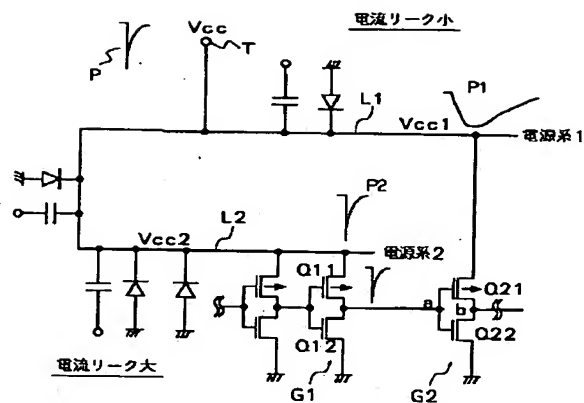 電流リーク小
Vcc
T
P
P1
L1
Vcc1
電源系1
P2
L2
Vcc2
電源系2
Q11
Q21
a
b
Q12
Q22
電流リーク大
G1
G2